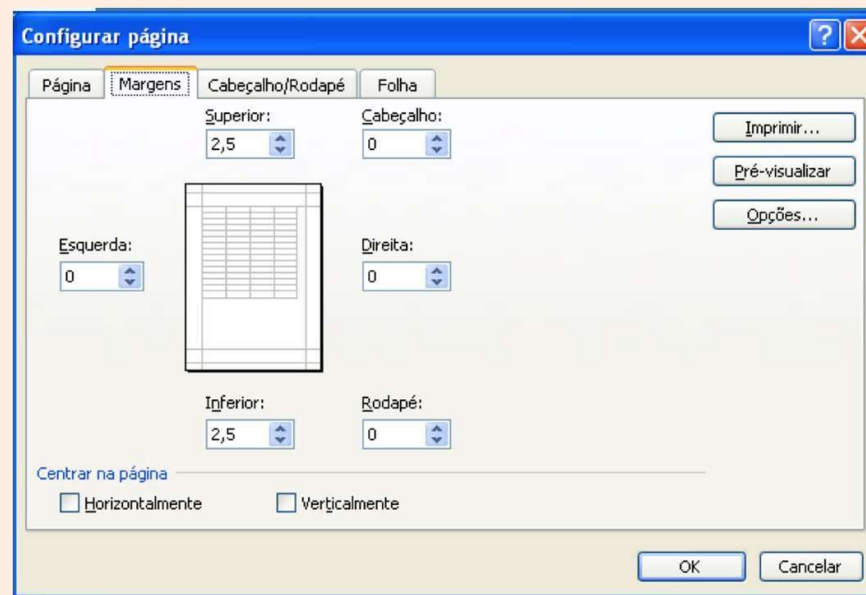 Configurar página
Página Margens Cabeçalho/Rodapé Folha
Superior: Cabeçalho:
2,5 0
Imprimir...
Pré-visualizar
Opções...
Esquerda: Direita:
0 0
Inferior: Rodapé:
2,5 0
Centrar na página
Horizontalmente Verticalmente
OK Cancelar